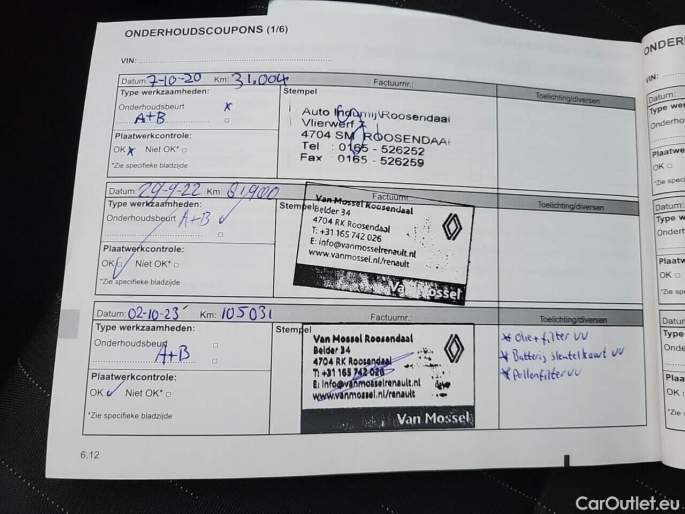 ONDERHOUDSCOUPONS (1/6)
VIN:
Datum: 7-10-20 Km: 31.004 Factuurnr.:
Type werkzaamheden: Stempel Toelichting/diversen
Onderhoudsbeurt x
A+B
Plaatwerkcontrole:
OK x Niet OK*
*Zie specifieke bladzijde
Auto Indumij Roosendaal
Vlierwerf
4704 SM ROOSENDAAL
Tel : 0165 - 526252
Fax : 0165 - 526259
Datum: 29-4-22 Km: Factuurnr.:
Type werkzaamheden: Stempel Toelichting/diversen
Onderhoudsbeurt A+B
Plaatwerkcontrole:
OK Niet OK*
*Zie specifieke bladzijde
Van Mossel Roosendaal
Belder 34
4704 RK Roosendaal
T: +31 165 742 026
E: info@vanmosselrenault.nl
www.vanmossel.nl/renault
Van Mossel
Datum: 02-10-23 Km: 105031 Factuurnr.:
Type werkzaamheden: Stempel Toelichting/diversen
Onderhoudsbeurt
A+B
Plaatwerkcontrole:
OK Niet OK*
*Zie specifieke bladzijde
Van Mossel Roosendaal
Belder 34
4704 RK Roosendaal
T: +31 165 742 026
E: info@vanmosselrenault.nl
www.vanmossel.nl/renault
Van Mossel
* Olie + filter VV
* Batterij sleutelkaart VV
* Pollenfilter VV
6.12
CarOutlet.eu